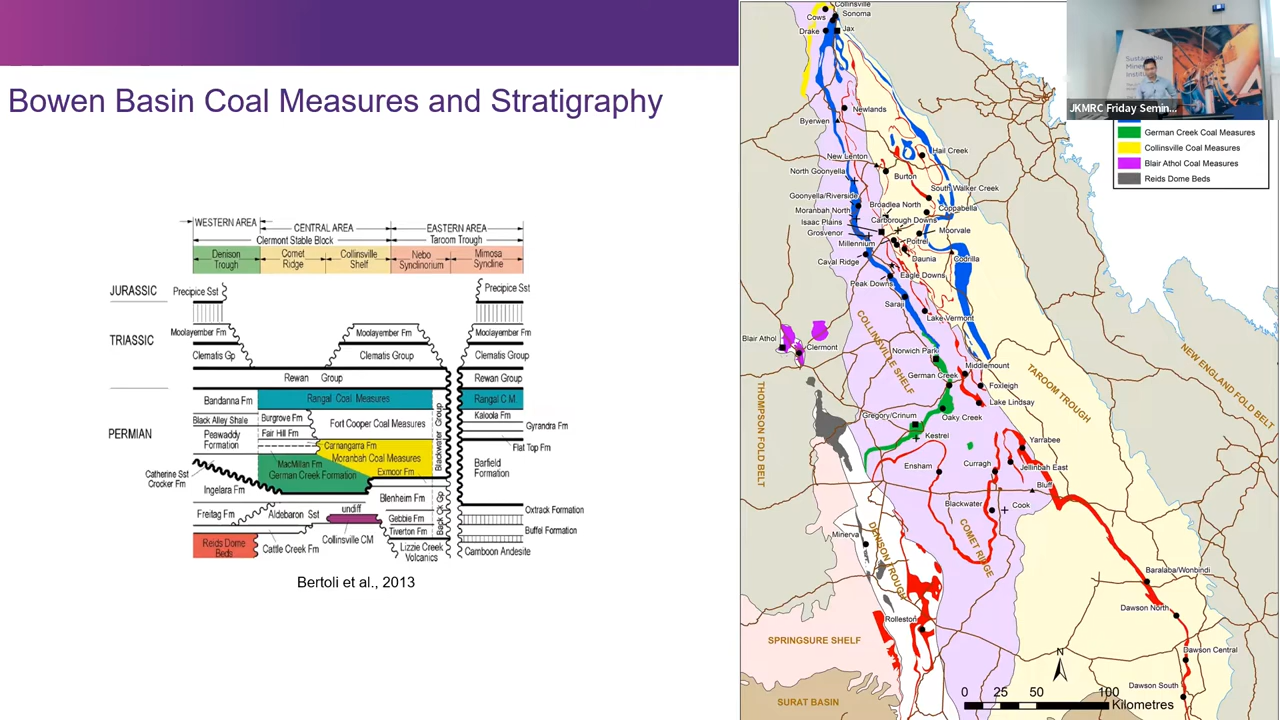 Bowen Basin Coal Measures and Stratigraphy
WESTERN AREA
CENTRAL AREA
EASTERN AREA
Clermont Stable Block
Taroom Trough
Denison Trough
Comet Ridge
Collinsville Shelf
Nebo Synclinorium
Mimosa Syncline
JURASSIC
Precipice Sst
Precipice Sst
TRIASSIC
Moolayember Fm
Moolayember Fm
Moolayember Fm
Clematis Gp
Clematis Group
Clematis Group
Rewan Group
Rewan Group
PERMIAN
Bandanna Fm
Rangal Coal Measures
Rangal C M
Black Alley Shale
Burgrove Fm
Fort Cooper Coal Measures
Kaloola Fm
Peawaddy Formation
Fair Hill Fm
Gyrandra Fm
Carnangarra Fm
Flat Top Fm
MacMillan Fm
Moranbah Coal Measures
German Creek Formation
Exmoor Fm
Blackwater Group
Barfield Formation
Catherine Sst
Crocker Fm
Ingelara Fm
Blenheim Fm
Back Ck Gp
Freitag Fm
Aldebaran Sst
undiff
Gebbie Fm
Oxtrack Formation
Collinsville CM
Tiverton Fm
Buffel Formation
Reids Dome Beds
Cattle Creek Fm
Lizzie Creek Volcanics
Camboon Andesite
Bertoli et al., 2013
Collinsville
Cows
Sonoma
Drake
Jax
Newlands
Byerwen
New Lenton
Hail Creek
North Goonyella
Burton
Goonyella/Riverside
South Walker Creek
Moranbah North
Broadlea North
Coppabella
Isaac Plains
Carborough Downs
Grosvenor
Moorvale
Millennium
Poitrel
Caval Ridge
Daunia
Codrilla
Peak Downs
Eagle Downs
Saraji
Lake Vermont
Blair Athol
Clermont
COLLINSVILLE SHELF
Norwich Park
Middlemount
German Creek
Foxleigh
Lake Lindsay
TAROOM TROUGH
NEW ENGLAND FOLD BELT
THOMPSON FOLD BELT
Gregory/Crinum
Oaky Creek
Kestrel
Yarrabee
Ensham
Curragh
Jellinbah East
Bluff
Blackwater
Cook
Minerva
DENISON TROUGH
COMET RIDGE
Baralaba/Wonbindi
Dawson North
Rolleston
SPRINGSURE SHELF
Dawson Central
Dawson South
SURAT BASIN
N
0 25 50 100
Kilometres
German Creek Coal Measures
Collinsville Coal Measures
Blair Athol Coal Measures
Reids Dome Beds
Sustainable
JKMRC Friday Semin...